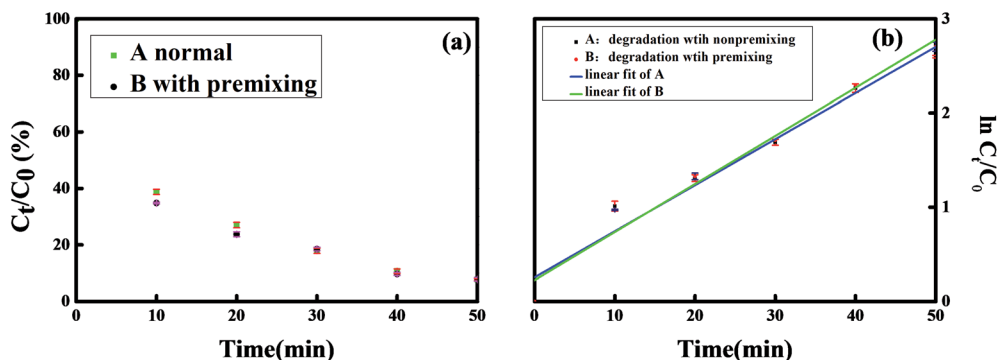 100
80
60
40
20
0
Ct/C0 (%)
A normal
B with premixing
(a)
10 20 30 40 50
Time(min)
A: degradation wtih nonpremixing
B: degradation wtih premixing
linear fit of A
linear fit of B
(b)
3
2
1
0
ln Ct/C0
0 10 20 30 40 50
Time(min)